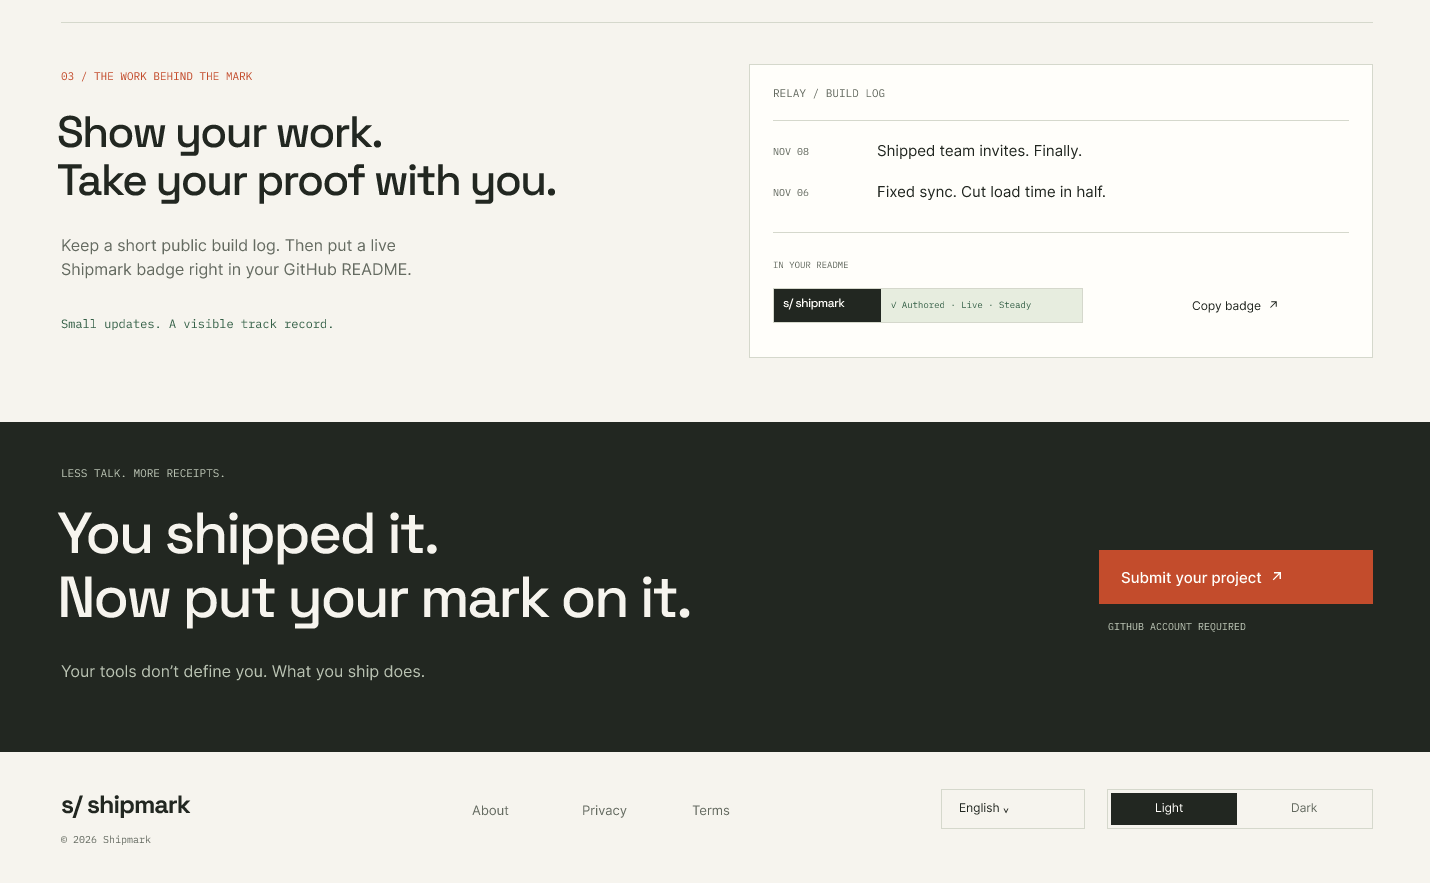 03 / THE WORK BEHIND THE MARK
Show your work.
Take your proof with you.
Keep a short public build log. Then put a live
Shipmark badge right in your GitHub README.
Small updates. A visible track record.
RELAY / BUILD LOG
NOV 08 Shipped team invites. Finally.
NOV 06 Fixed sync. Cut load time in half.
IN YOUR README
s/ shipmark √ Authored · Live · Steady Copy badge ↗
LESS TALK. MORE RECEIPTS.
You shipped it.
Now put your mark on it.
Your tools don’t define you. What you ship does.
Submit your project ↗
GITHUB ACCOUNT REQUIRED
s/ shipmark
© 2026 Shipmark
About Privacy Terms
English v
Light Dark